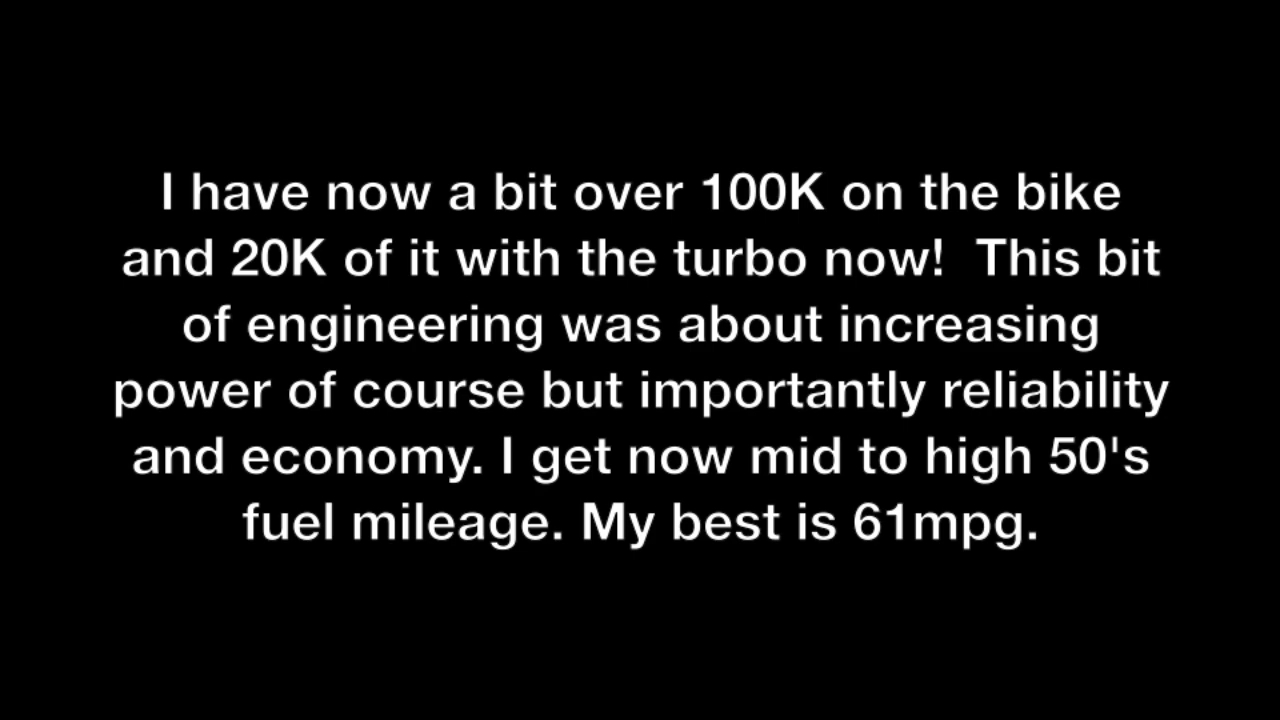 I have now a bit over 100K on the bike
and 20K of it with the turbo now!  This bit
of engineering was about increasing
power of course but importantly reliability
and economy. I get now mid to high 50's
fuel mileage. My best is 61mpg.